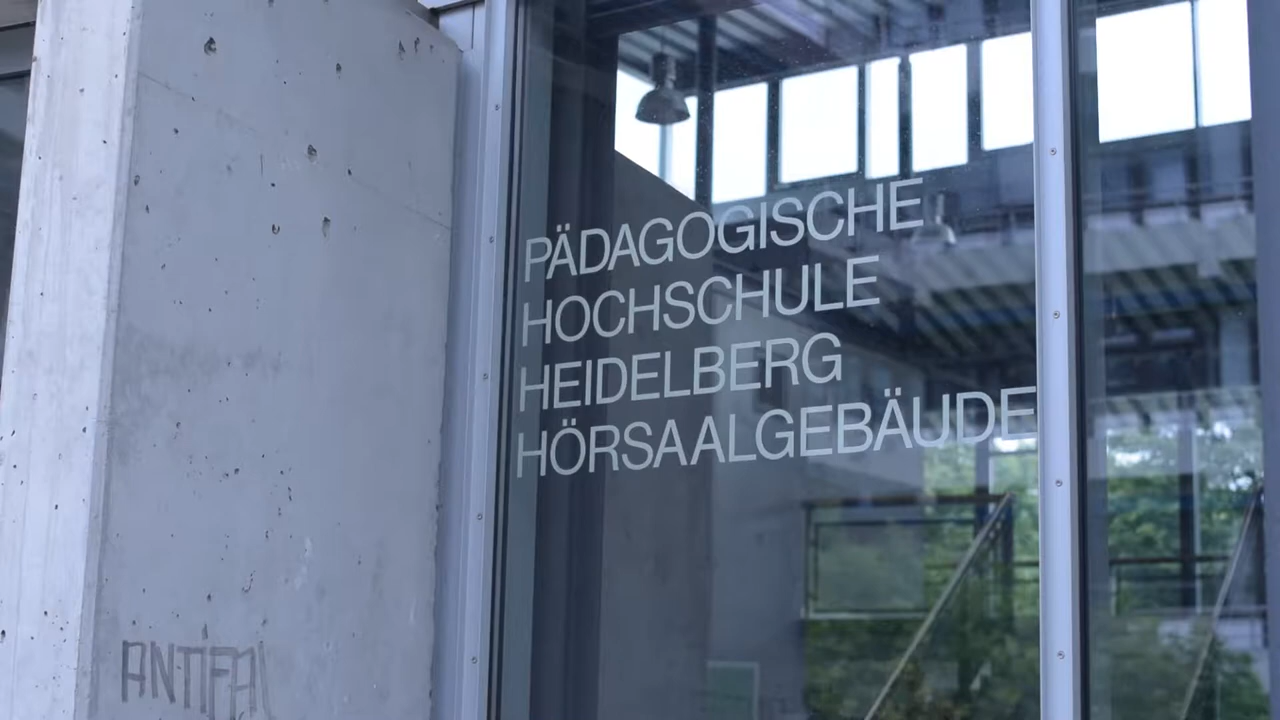 PÄDAGOGISCHE
HOCHSCHULE
HEIDELBERG
HÖRSAALGEBÄUDE
ANTIFA